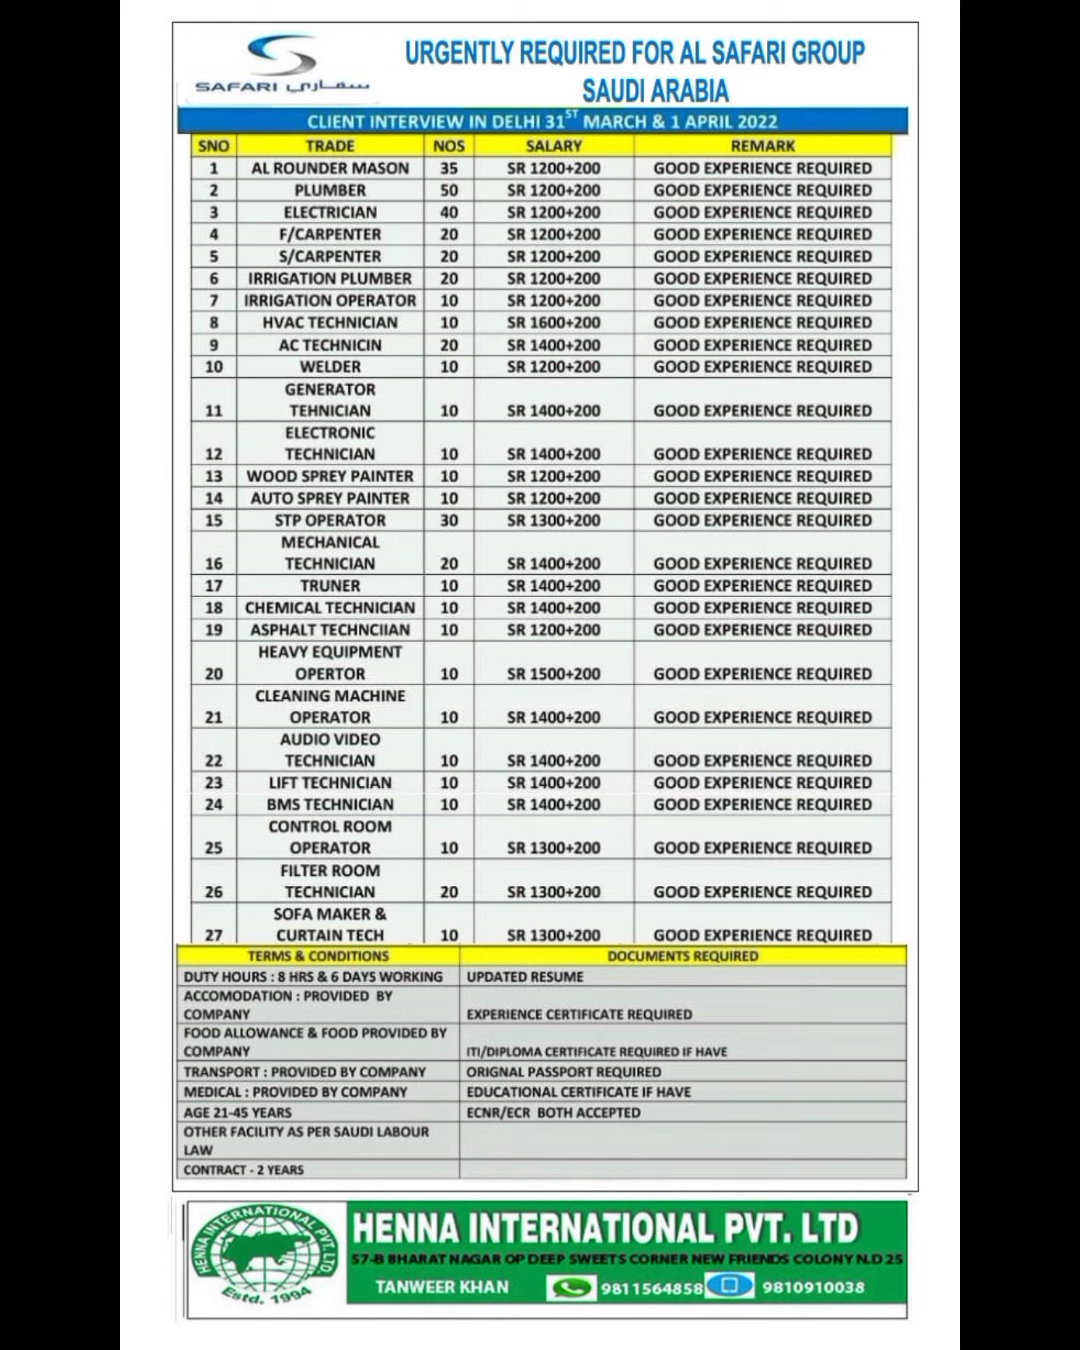 SAFARI سفاري
URGENTLY REQUIRED FOR AL SAFARI GROUP
SAUDI ARABIA
CLIENT INTERVIEW IN DELHI 31ST MARCH & 1 APRIL 2022
SNO TRADE NOS SALARY REMARK
1 AL ROUNDER MASON 35 SR 1200+200 GOOD EXPERIENCE REQUIRED
2 PLUMBER 50 SR 1200+200 GOOD EXPERIENCE REQUIRED
3 ELECTRICIAN 40 SR 1200+200 GOOD EXPERIENCE REQUIRED
4 F/CARPENTER 20 SR 1200+200 GOOD EXPERIENCE REQUIRED
5 S/CARPENTER 20 SR 1200+200 GOOD EXPERIENCE REQUIRED
6 IRRIGATION PLUMBER 20 SR 1200+200 GOOD EXPERIENCE REQUIRED
7 IRRIGATION OPERATOR 10 SR 1200+200 GOOD EXPERIENCE REQUIRED
8 HVAC TECHNICIAN 10 SR 1600+200 GOOD EXPERIENCE REQUIRED
9 AC TECHNICIN 20 SR 1400+200 GOOD EXPERIENCE REQUIRED
10 WELDER 10 SR 1200+200 GOOD EXPERIENCE REQUIRED
GENERATOR
11 TEHNICIAN 10 SR 1400+200 GOOD EXPERIENCE REQUIRED
ELECTRONIC
12 TECHNICIAN 10 SR 1400+200 GOOD EXPERIENCE REQUIRED
13 WOOD SPREY PAINTER 10 SR 1200+200 GOOD EXPERIENCE REQUIRED
14 AUTO SPREY PAINTER 10 SR 1200+200 GOOD EXPERIENCE REQUIRED
15 STP OPERATOR 30 SR 1300+200 GOOD EXPERIENCE REQUIRED
MECHANICAL
16 TECHNICIAN 20 SR 1400+200 GOOD EXPERIENCE REQUIRED
17 TRUNER 10 SR 1400+200 GOOD EXPERIENCE REQUIRED
18 CHEMICAL TECHNICIAN 10 SR 1400+200 GOOD EXPERIENCE REQUIRED
19 ASPHALT TECHNCIIAN 10 SR 1200+200 GOOD EXPERIENCE REQUIRED
HEAVY EQUIPMENT
20 OPERTOR 10 SR 1500+200 GOOD EXPERIENCE REQUIRED
CLEANING MACHINE
21 OPERATOR 10 SR 1400+200 GOOD EXPERIENCE REQUIRED
AUDIO VIDEO
22 TECHNICIAN 10 SR 1400+200 GOOD EXPERIENCE REQUIRED
23 LIFT TECHNICIAN 10 SR 1400+200 GOOD EXPERIENCE REQUIRED
24 BMS TECHNICIAN 10 SR 1400+200 GOOD EXPERIENCE REQUIRED
CONTROL ROOM
25 OPERATOR 10 SR 1300+200 GOOD EXPERIENCE REQUIRED
FILTER ROOM
26 TECHNICIAN 20 SR 1300+200 GOOD EXPERIENCE REQUIRED
SOFA MAKER &
27 CURTAIN TECH 10 SR 1300+200 GOOD EXPERIENCE REQUIRED
TERMS & CONDITIONS DOCUMENTS REQUIRED
DUTY HOURS : 8 HRS & 6 DAYS WORKING UPDATED RESUME
ACCOMODATION : PROVIDED BY
COMPANY EXPERIENCE CERTIFICATE REQUIRED
FOOD ALLOWANCE & FOOD PROVIDED BY
COMPANY ITI/DIPLOMA CERTIFICATE REQUIRED IF HAVE
TRANSPORT : PROVIDED BY COMPANY ORIGNAL PASSPORT REQUIRED
MEDICAL : PROVIDED BY COMPANY EDUCATIONAL CERTIFICATE IF HAVE
AGE 21-45 YEARS ECNR/ECR BOTH ACCEPTED
OTHER FACILITY AS PER SAUDI LABOUR
LAW
CONTRACT - 2 YEARS
HENNA INTERNATIONAL PVT. LTD.
Estd. 1994
HENNA INTERNATIONAL PVT. LTD
57-B BHARAT NAGAR OP DEEP SWEETS CORNER NEW FRIENDS COLONY N.D 25
TANWEER KHAN 9811564858 9810910038